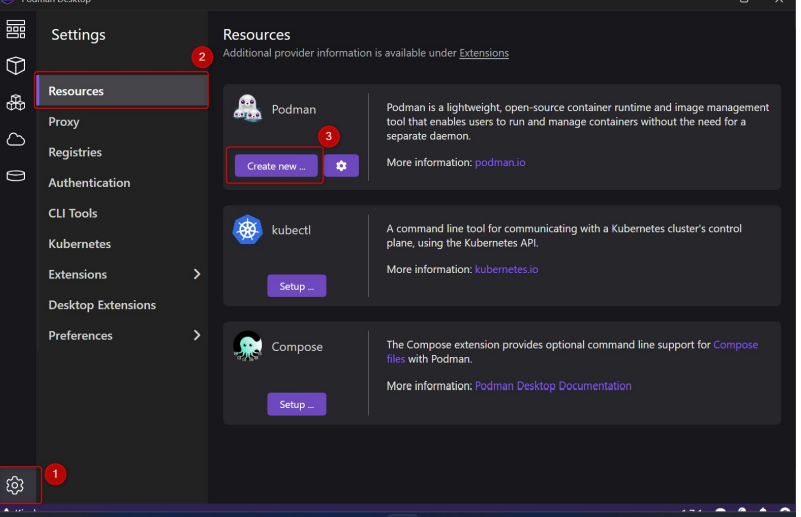 Podman Desktop
Settings
2
Resources
Proxy
Registries
Authentication
CLI Tools
Kubernetes
Extensions
Desktop Extensions
Preferences
1
Resources
Additional provider information is available under Extensions
Podman
3
Create new ...
Podman is a lightweight, open-source container runtime and image management
tool that enables users to run and manage containers without the need for a
separate daemon.
More information: podman.io
kubectl
Setup ...
A command line tool for communicating with a Kubernetes cluster's control
plane, using the Kubernetes API.
More information: kubernetes.io
Compose
Setup ...
The Compose extension provides optional command line support for Compose
files with Podman.
More information: Podman Desktop Documentation